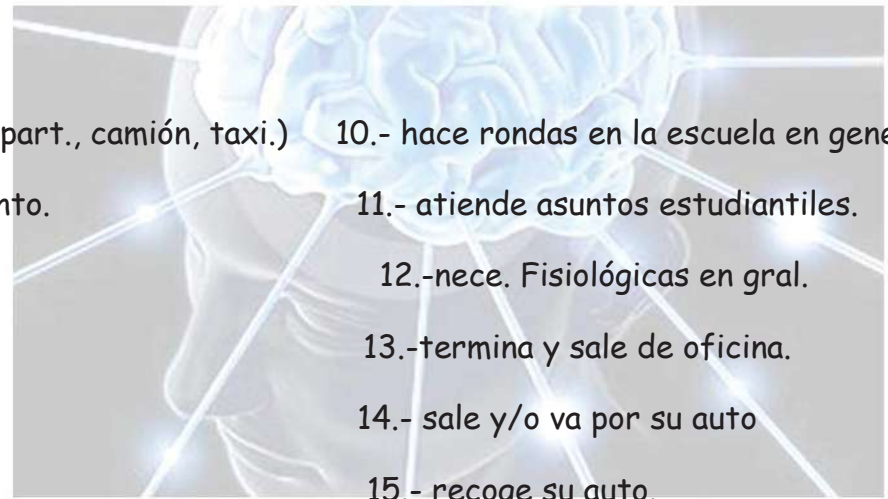 part., camión, taxi.) 10.- hace rondas en la escuela en gene
nto. 11.- atiende asuntos estudiantiles.
12.-nece. Fisiológicas en gral.
13.-termina y sale de oficina.
14.- sale y/o va por su auto
15.- recoge su auto.